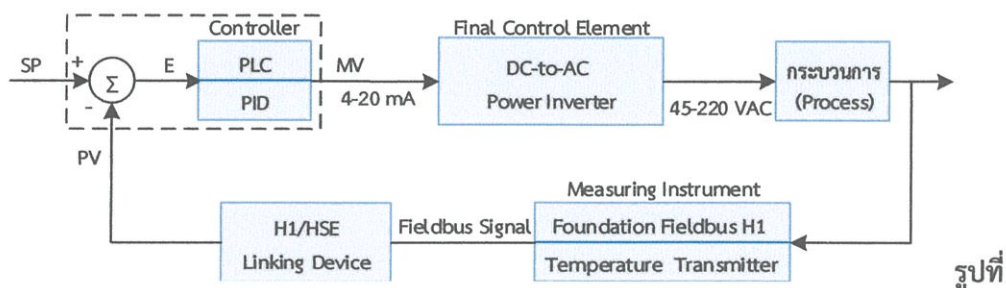 Controller
Final Control Element
SP
+
Σ
-
E
PLC
PID
MV
4-20 mA
DC-to-AC
Power Inverter
45-220 VAC
กระบวนการ
(Process)
PV
Measuring Instrument
H1/HSE
Linking Device
Fieldbus Signal
Foundation Fieldbus H1
Temperature Transmitter
รูปที่